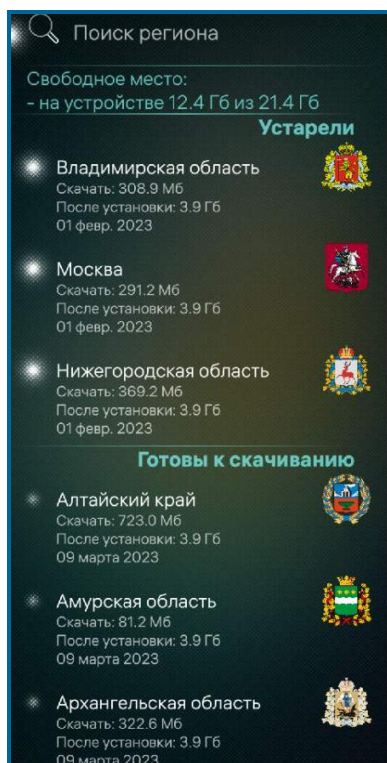 Поиск региона
Свободное место:
- на устройстве 12.4 Гб из 21.4 Гб
Устарели
Владимирская область
Скачать: 308.9 Мб
После установки: 3.9 Гб
01 февр. 2023
Москва
Скачать: 291.2 Мб
После установки: 3.9 Гб
01 февр. 2023
Нижегородская область
Скачать: 369.2 Мб
После установки: 3.9 Гб
01 февр. 2023
Готовы к скачиванию
Алтайский край
Скачать: 723.0 Мб
После установки: 3.9 Гб
09 марта 2023
Амурская область
Скачать: 81.2 Мб
После установки: 3.9 Гб
09 марта 2023
Архангельская область
Скачать: 322.6 Мб
После установки: 3.9 Гб
09 марта 2023